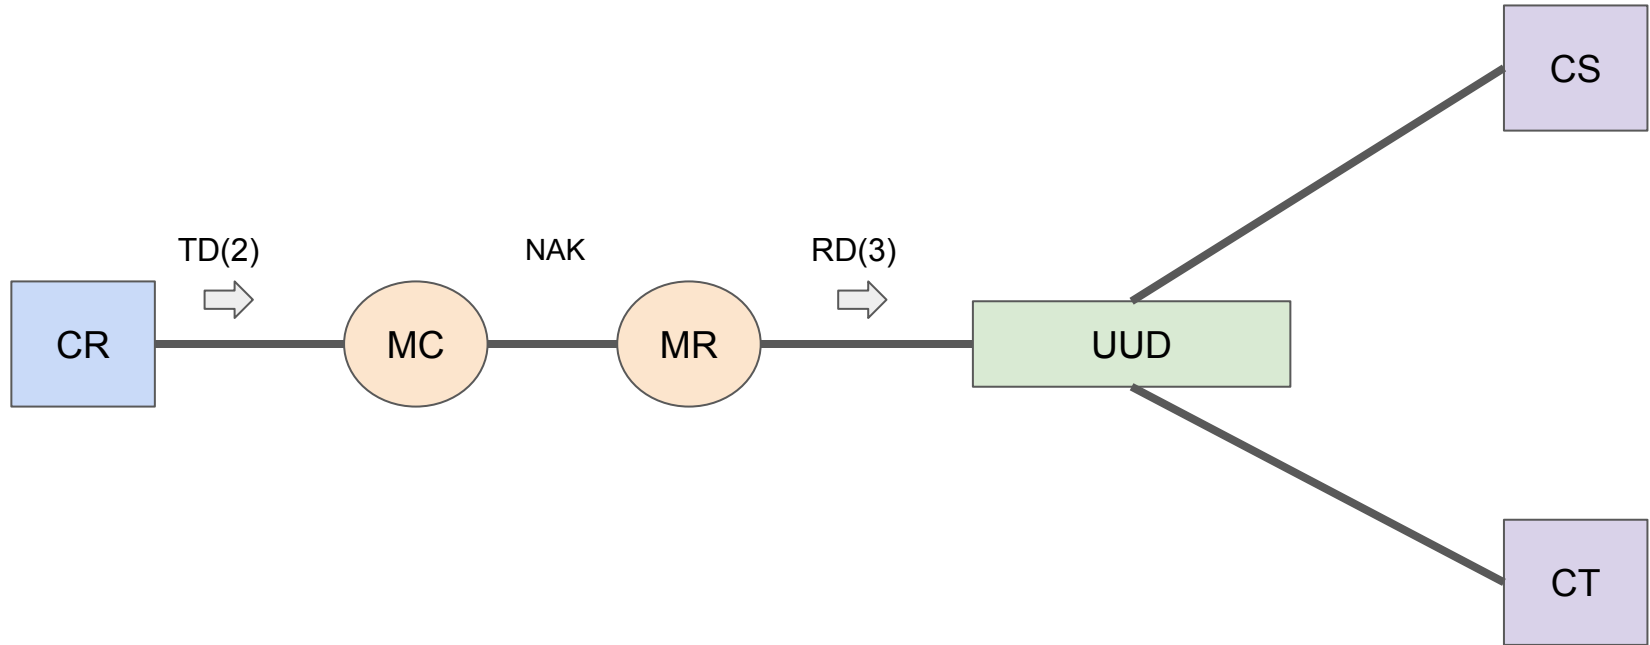 CS
TD(2)
NAK
RD(3)
CR
MC
MR
UUD
CT